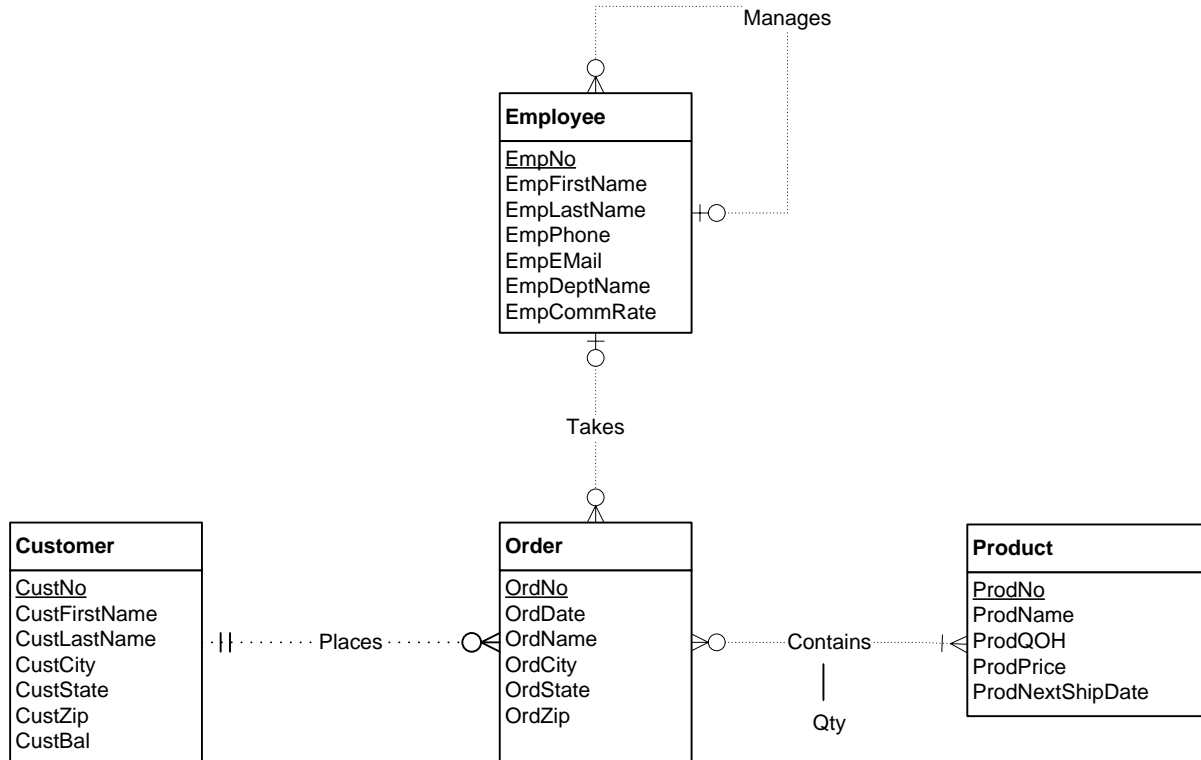 Manages
Employee
EmpNo
EmpFirstName
EmpLastName
EmpPhone
EmpEMail
EmpDeptName
EmpCommRate
Takes
Customer
CustNo
CustFirstName
CustLastName
CustCity
CustState
CustZip
CustBal
Places
Order
OrdNo
OrdDate
OrdName
OrdCity
OrdState
OrdZip
Contains
Qty
Product
ProdNo
ProdName
ProdQOH
ProdPrice
ProdNextShipDate